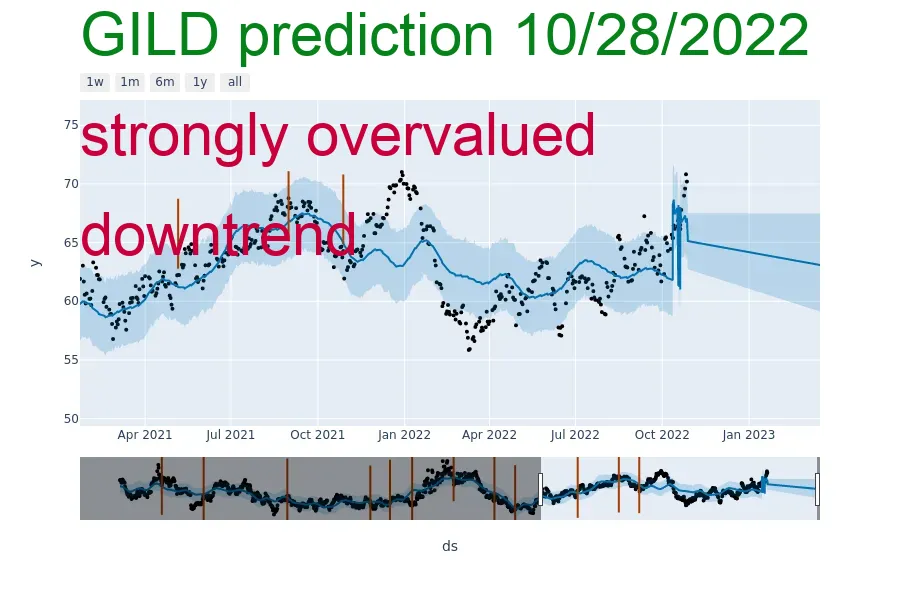 GILD prediction 10/28/2022
1w 1m 6m 1y all
strongly overvalued
downtrend
75
70
65
60
55
50
y
Apr 2021 Jul 2021 Oct 2021 Jan 2022 Apr 2022 Jul 2022 Oct 2022 Jan 2023
ds